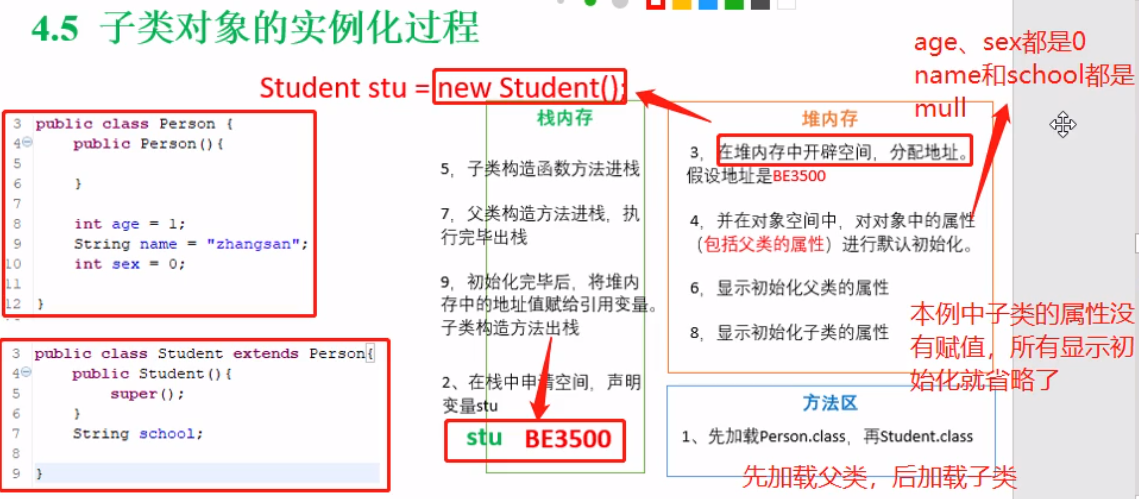 4.5 子类对象的实例化过程
Student stu = new Student();
age、sex都是0
name和school都是
mull
3 public class Person {
4 public Person(){
5
6 }
7
8 int age = 1;
9 String name = "zhangsan";
10 int sex = 0;
11
12 }
3 public class Student extends Person{
4 public Student(){
5 super();
6 }
7 String school;
8
9 }
栈内存
5，子类构造函数方法进栈
7，父类构造方法进栈，执
行完毕出栈
9，初始化完毕后，将堆内
存中的地址值赋给引用变量。
子类构造方法出栈
2、在栈中申请空间，声明
变量stu
stu BE3500
堆内存
3，在堆内存中开辟空间，分配地址。
假设地址是BE3500
4，并在对象空间中，对对象中的属性
（包括父类的属性）进行默认初始化。
6，显示初始化父类的属性
8，显示初始化子类的属性
本例中子类的属性没
有赋值，所有显示初
始化就省略了
方法区
1、先加载Person.class，再Student.class
先加载父类，后加载子类